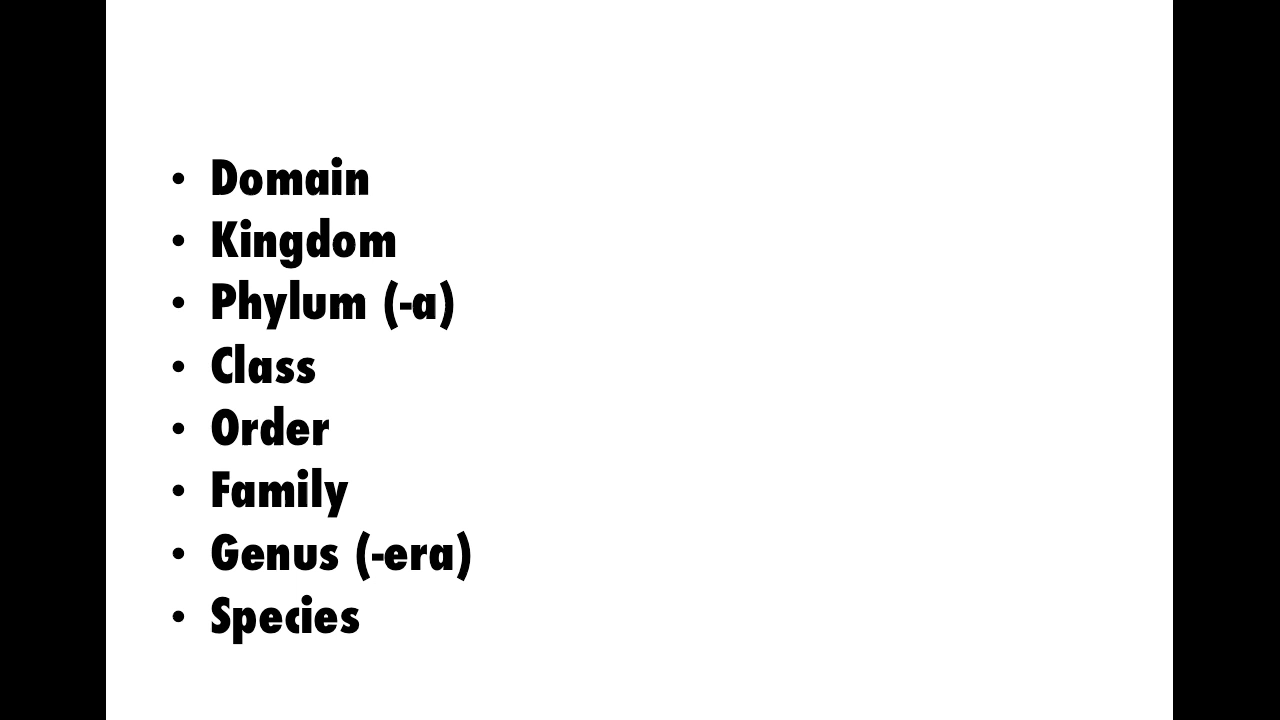 • Domain
• Kingdom
• Phylum (-a)
• Class
• Order
• Family
• Genus (-era)
• Species